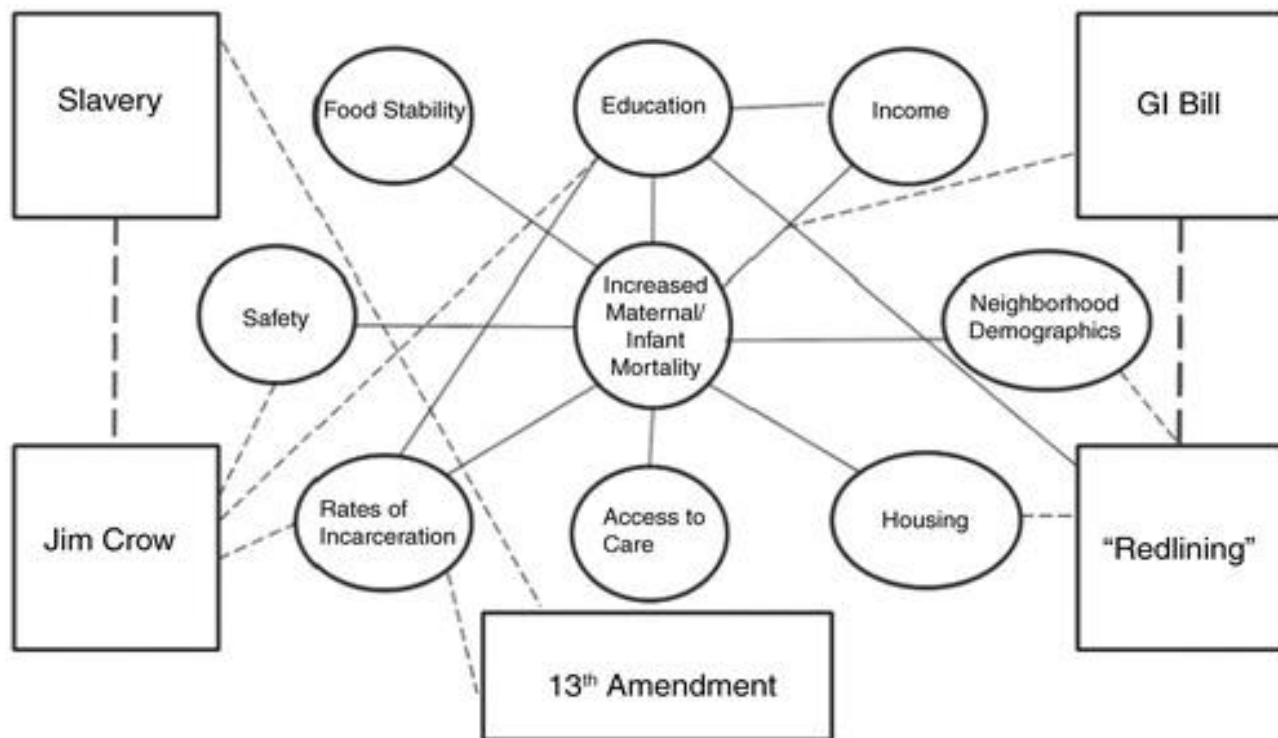 Slavery
Food Stability
Education
Income
GI Bill
Safety
Increased
Maternal/
Infant
Mortality
Neighborhood
Demographics
Jim Crow
Rates of
Incarceration
Access to
Care
Housing
“Redlining”
13th Amendment